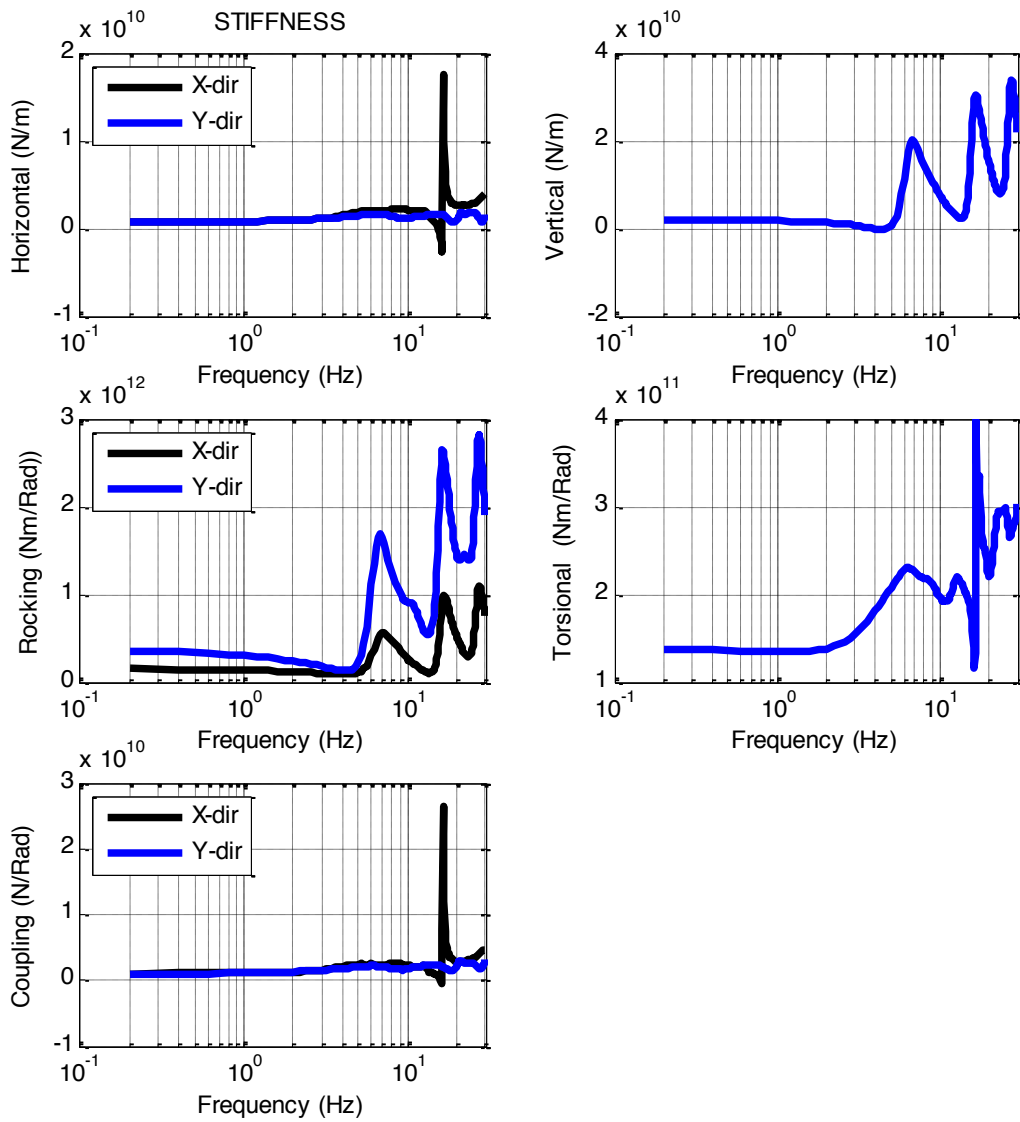 STIFFNESS
x 10^10
2
1
0
-1
Horizontal (N/m)
X-dir
Y-dir
10^-1
10^0
10^1
Frequency (Hz)
x 10^10
4
2
0
-2
Vertical (N/m)
10^-1
10^0
10^1
Frequency (Hz)
x 10^12
3
2
1
0
Rocking (Nm/Rad))
X-dir
Y-dir
10^-1
10^0
10^1
Frequency (Hz)
x 10^11
4
3
2
1
Torsional (Nm/Rad)
10^-1
10^0
10^1
Frequency (Hz)
x 10^10
3
2
1
0
-1
Coupling (N/Rad)
X-dir
Y-dir
10^-1
10^0
10^1
Frequency (Hz)